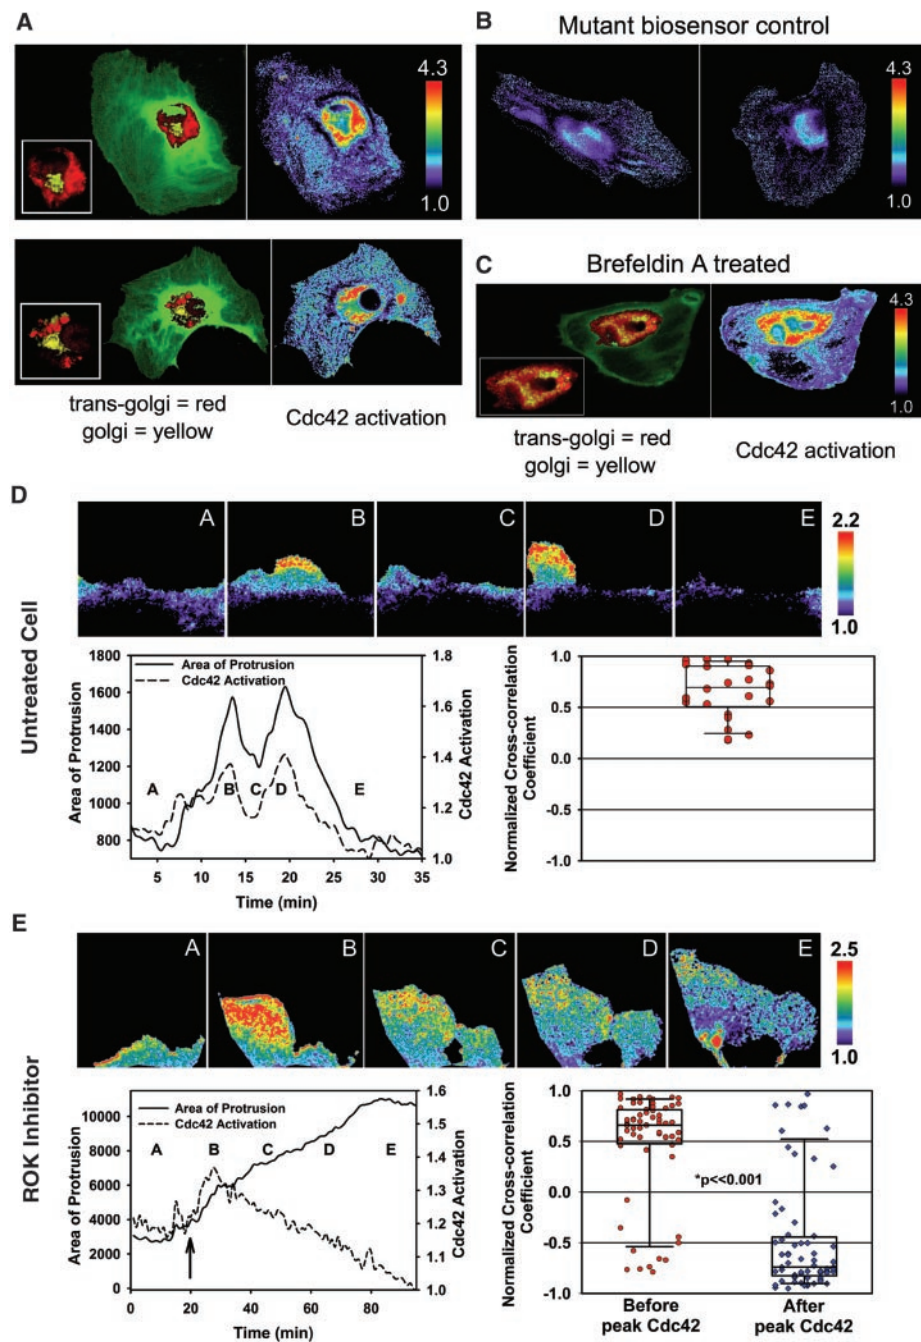 A
4.3
1.0
trans-golgi = red
golgi = yellow
Cdc42 activation
B
Mutant biosensor control
4.3
1.0
C
Brefeldin A treated
4.3
1.0
trans-golgi = red
golgi = yellow
Cdc42 activation
D
Untreated Cell
A
B
C
D
E
2.2
1.0
Area of Protrusion
1800
1600
1400
1200
1000
800
Area of Protrusion
Cdc42 Activation
A
B
C
D
E
1.8
1.6
1.4
1.2
1.0
Cdc42 Activation
5 10 15 20 25 30 35
Time (min)
Normalized Cross-correlation
Coefficient
1.0
0.5
0.0
-0.5
-1.0
E
ROK Inhibitor
A
B
C
D
E
2.5
1.0
Area of Protrusion
10000
8000
6000
4000
2000
0
Area of Protrusion
Cdc42 Activation
A
B
C
D
E
1.6
1.5
1.4
1.3
1.2
1.1
1.0
Cdc42 Activation
0 20 40 60 80
Time (min)
Normalized Cross-correlation
Coefficient
1.0
0.5
0.0
-0.5
-1.0
*p<<0.001
Before
peak Cdc42
After
peak Cdc42